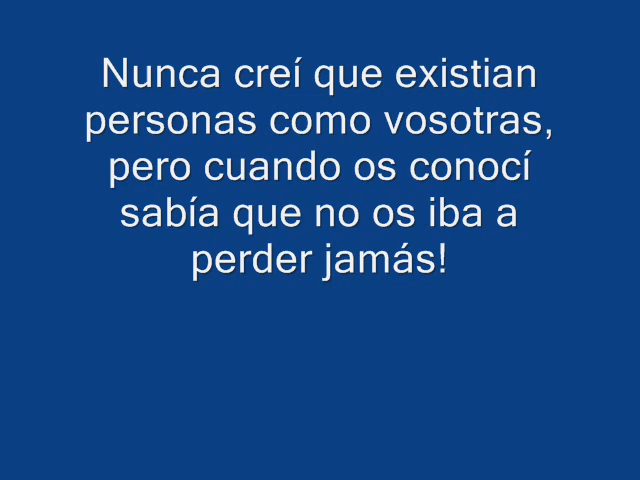 Nunca creí que existian
personas como vosotras,
pero cuando os conocí
sabía que no os iba a
perder jamás!